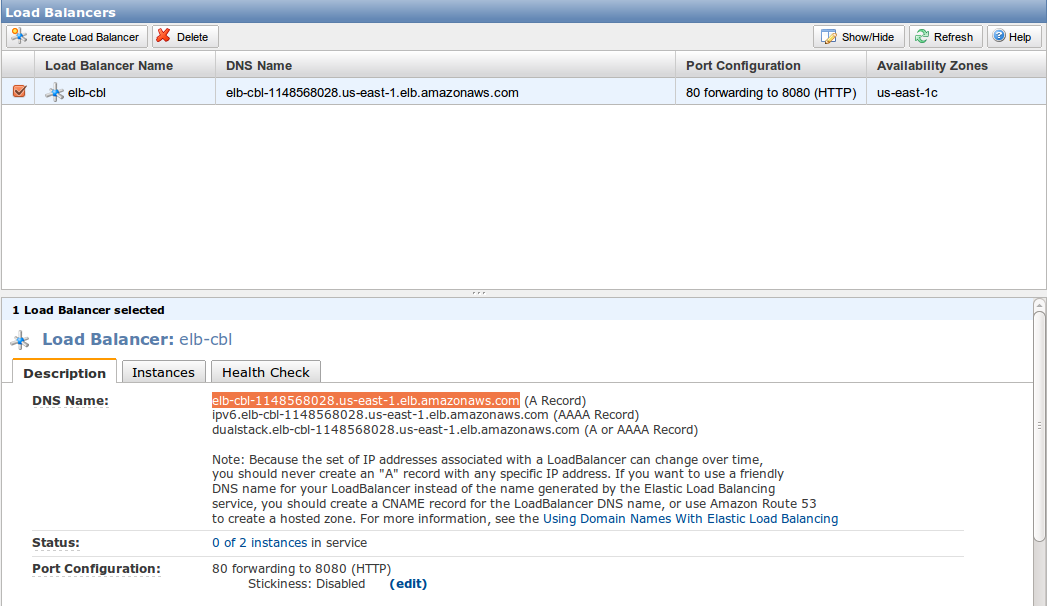 Load Balancers
Create Load Balancer Delete Show/Hide Refresh Help
Load Balancer Name DNS Name Port Configuration Availability Zones
elb-cbl elb-cbl-1148568028.us-east-1.elb.amazonaws.com 80 forwarding to 8080 (HTTP) us-east-1c
1 Load Balancer selected
Load Balancer: elb-cbl
Description Instances Health Check
DNS Name: elb-cbl-1148568028.us-east-1.elb.amazonaws.com (A Record)
ipv6.elb-cbl-1148568028.us-east-1.elb.amazonaws.com (AAAA Record)
dualstack.elb-cbl-1148568028.us-east-1.elb.amazonaws.com (A or AAAA Record)
Note: Because the set of IP addresses associated with a LoadBalancer can change over time,
you should never create an "A" record with any specific IP address. If you want to use a friendly
DNS name for your LoadBalancer instead of the name generated by the Elastic Load Balancing
service, you should create a CNAME record for the LoadBalancer DNS name, or use Amazon Route 53
to create a hosted zone. For more information, see the Using Domain Names With Elastic Load Balancing
Status: 0 of 2 instances in service
Port Configuration: 80 forwarding to 8080 (HTTP)
Stickiness: Disabled (edit)